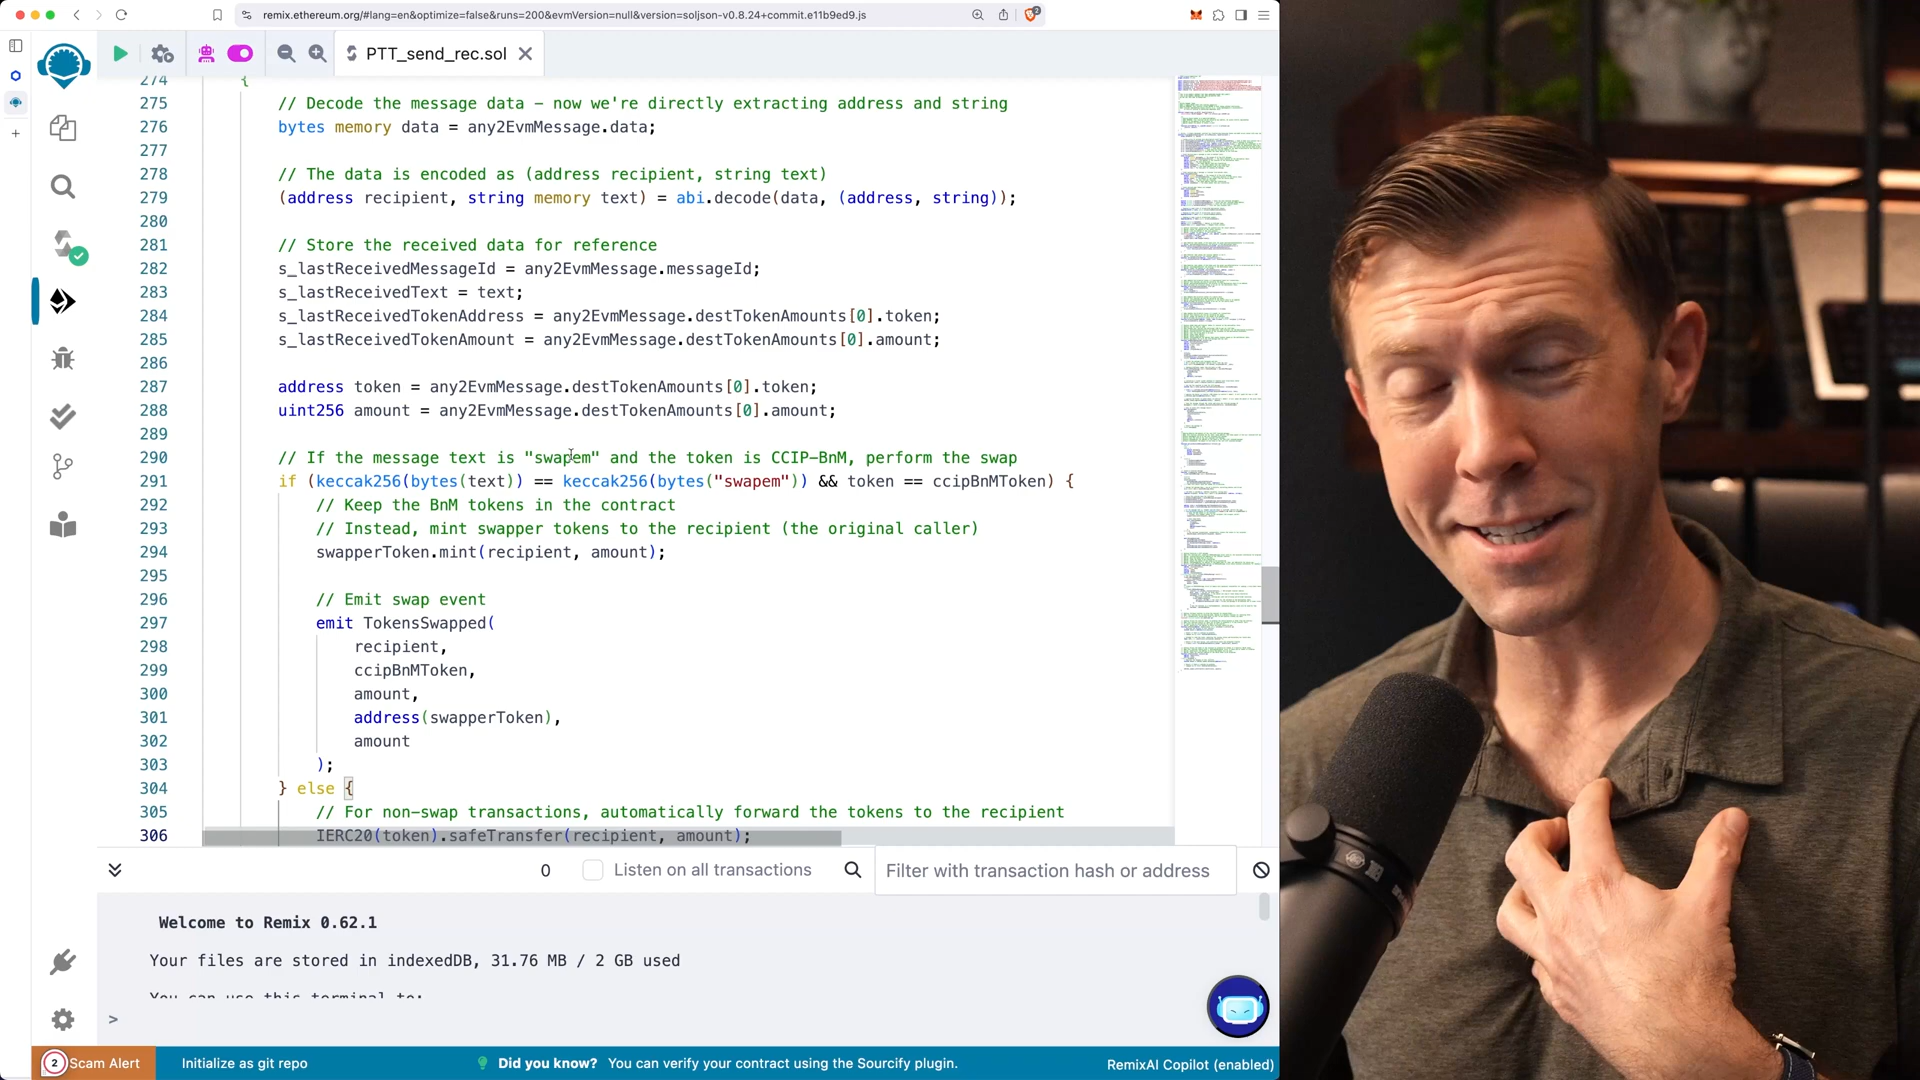 remix.ethereum.org/#lang=en&optimize=false&runs=200&evmVersion=null&version=soljson-v0.8.24+commit.e11b9ed9.js
2
PTT_send_rec.sol
274 {
275 // Decode the message data – now we're directly extracting address and string
276 bytes memory data = any2EvmMessage.data;
277
278 // The data is encoded as (address recipient, string text)
279 (address recipient, string memory text) = abi.decode(data, (address, string));
280
281 // Store the received data for reference
282 s_lastReceivedMessageId = any2EvmMessage.messageId;
283 s_lastReceivedText = text;
284 s_lastReceivedTokenAddress = any2EvmMessage.destTokenAmounts[0].token;
285 s_lastReceivedTokenAmount = any2EvmMessage.destTokenAmounts[0].amount;
286
287 address token = any2EvmMessage.destTokenAmounts[0].token;
288 uint256 amount = any2EvmMessage.destTokenAmounts[0].amount;
289
290 // If the message text is "swapem" and the token is CCIP-BnM, perform the swap
291 if (keccak256(bytes(text)) == keccak256(bytes("swapem")) && token == ccipBnMToken) {
292 // Keep the BnM tokens in the contract
293 // Instead, mint swapper tokens to the recipient (the original caller)
294 swapperToken.mint(recipient, amount);
295
296 // Emit swap event
297 emit TokensSwapped(
298 recipient,
299 ccipBnMToken,
300 amount,
301 address(swapperToken),
302 amount
303 );
304 } else {
305 // For non-swap transactions, automatically forward the tokens to the recipient
306 IERC20(token).safeTransfer(recipient, amount);
0 Listen on all transactions Filter with transaction hash or address
Welcome to Remix 0.62.1
Your files are stored in indexedDB, 31.76 MB / 2 GB used
You can use this terminal to:
>
2 Scam Alert Initialize as git repo Did you know? You can verify your contract using the Sourcify plugin. RemixAI Copilot (enabled)